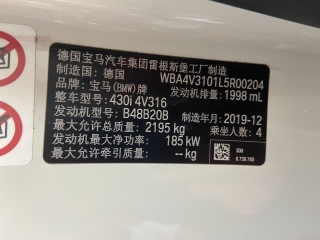 德国宝马汽车集团雷根斯堡工厂制造
制造国：德国 WBA4V3101L5R00204
品牌：宝马(BMW)牌 发动机排量：1998 mL
整车型号：430i 4V316
发动机型号：B48B20B 制造年月：2019-12
最大允许总质量：2195 kg 乘坐人数：4
发动机最大净功率：185 kW
最大允许牵引质量：-- kg
300
8 738 760